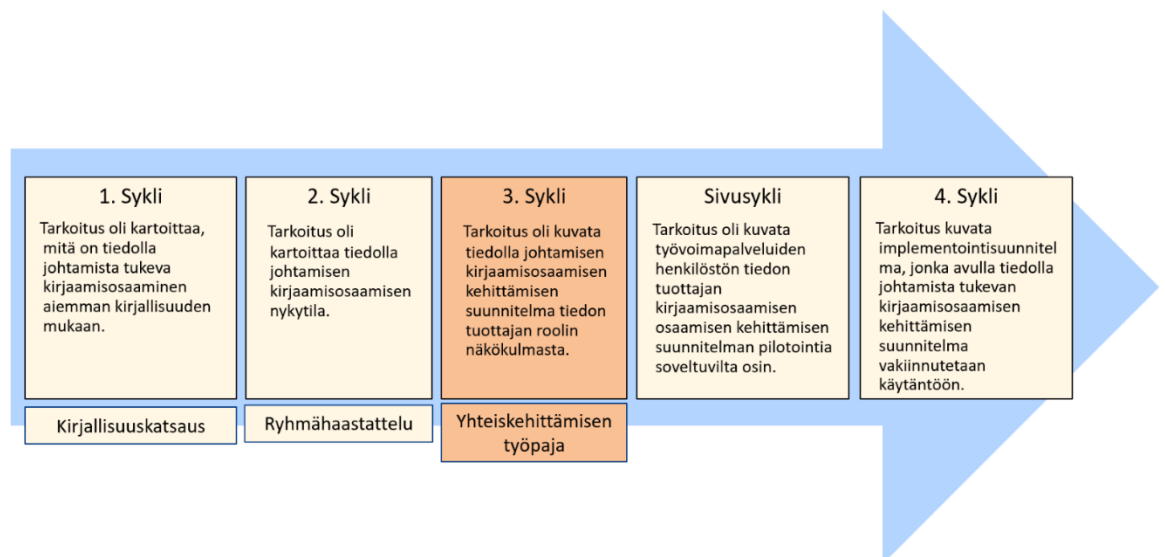 1. Sykli
Tarkoitus oli kartoittaa,
mitä on tiedolla
johtamista tukeva
kirjaamisosaaminen
aiemman kirjallisuuden
mukaan.
Kirjallisuuskatsaus
2. Sykli
Tarkoitus oli
kartoittaa tiedolla
johtamisen
kirjaamisosaamisen
nykytila.
Ryhmähaastattelu
3. Sykli
Tarkoitus oli kuvata
tiedolla johtamisen
kirjaamisosaamisen
kehittämisen
suunnitelma tiedon
tuottajan roolin
näkökulmasta.
Yhteiskehittämisen
työpaja
Sivusykli
Tarkoitus oli kuvata
työvoimapalveluiden
henkilöstön tiedon
tuottajan
kirjaamisosaamisen
osaamisen kehittämisen
suunnitelman pilotointia
soveltuvilta osin.
4. Sykli
Tarkoitus kuvata
implementointisuunnitel
ma, jonka avulla tiedolla
johtamista tukevan
kirjaamisosaamisen
kehittämisen
suunnitelma
vakiinnutetaan
käytäntöön.